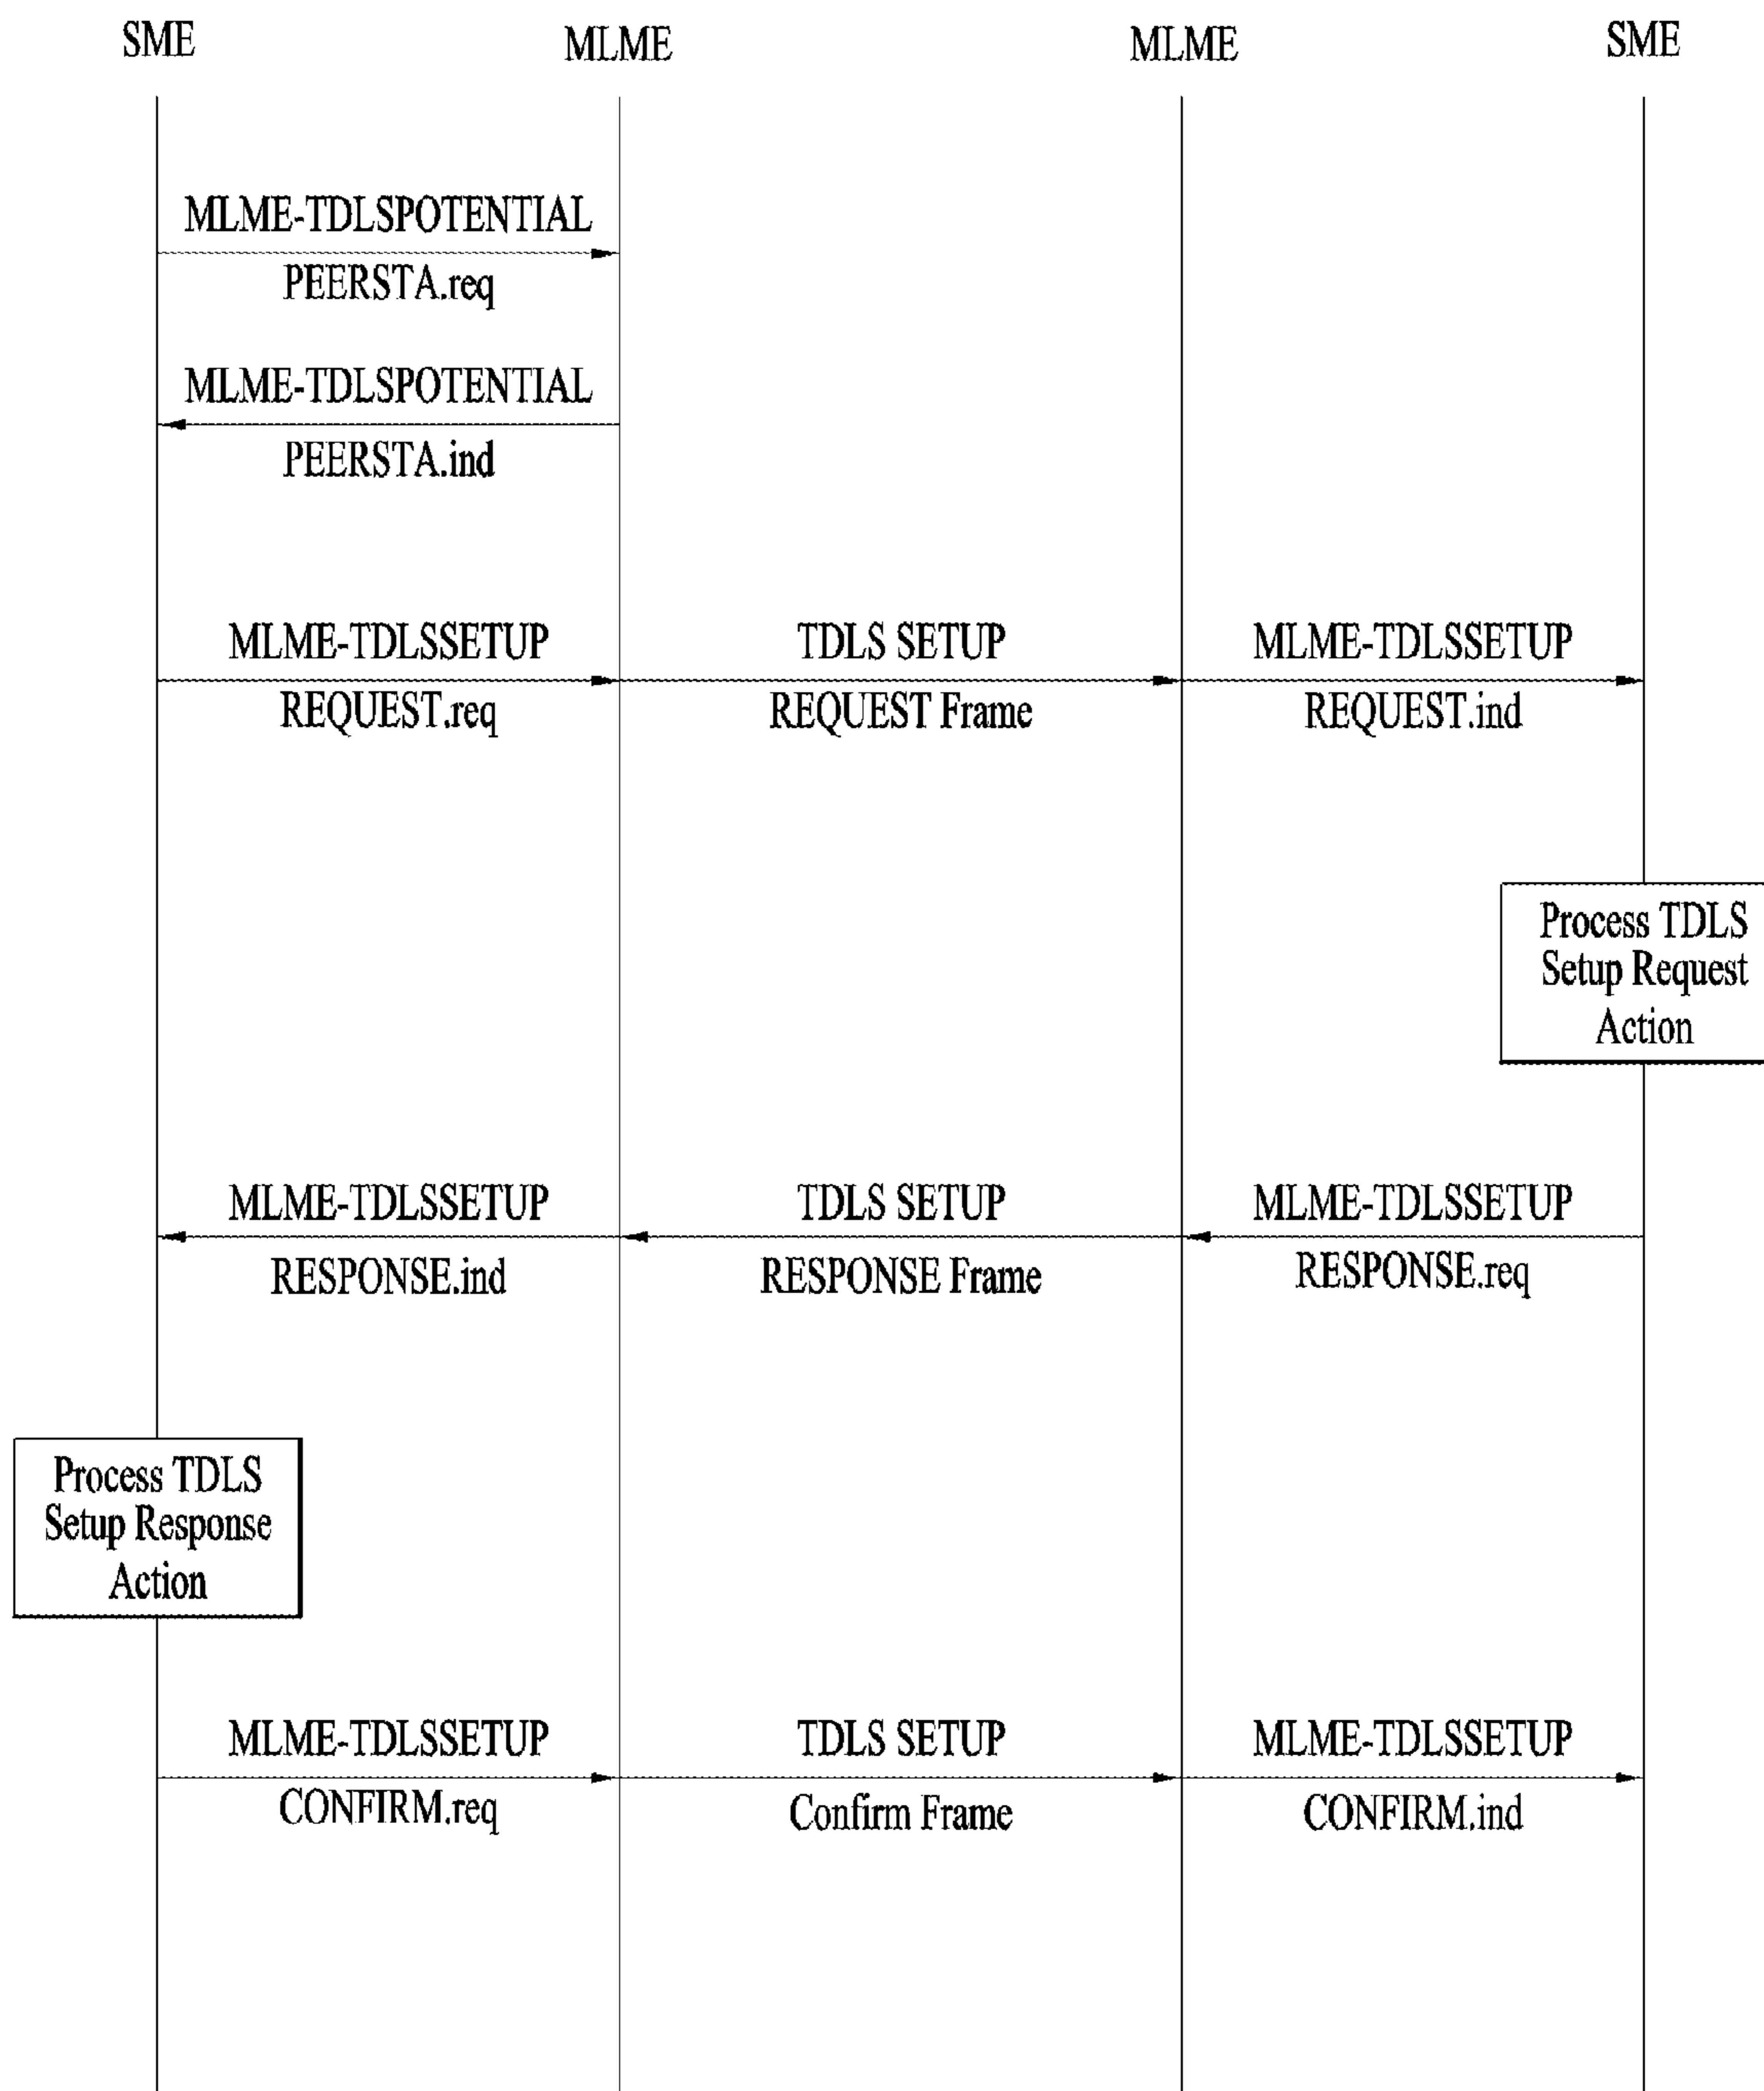 SME MLME MLME SME
MLME-TDLSPOTENTIAL
PEERSTA.req
MLME-TDLSPOTENTIAL
PEERSTA.ind
MLME-TDLSSETUP TDLS SETUP MLME-TDLSSETUP
REQUEST.req REQUEST Frame REQUEST.ind
Process TDLS
Setup Request
Action
MLME-TDLSSETUP TDLS SETUP MLME-TDLSSETUP
RESPONSE.ind RESPONSE Frame RESPONSE.req
Process TDLS
Setup Response
Action
MLME-TDLSSETUP TDLS SETUP MLME-TDLSSETUP
CONFIRM.req Confirm Frame CONFIRM.ind